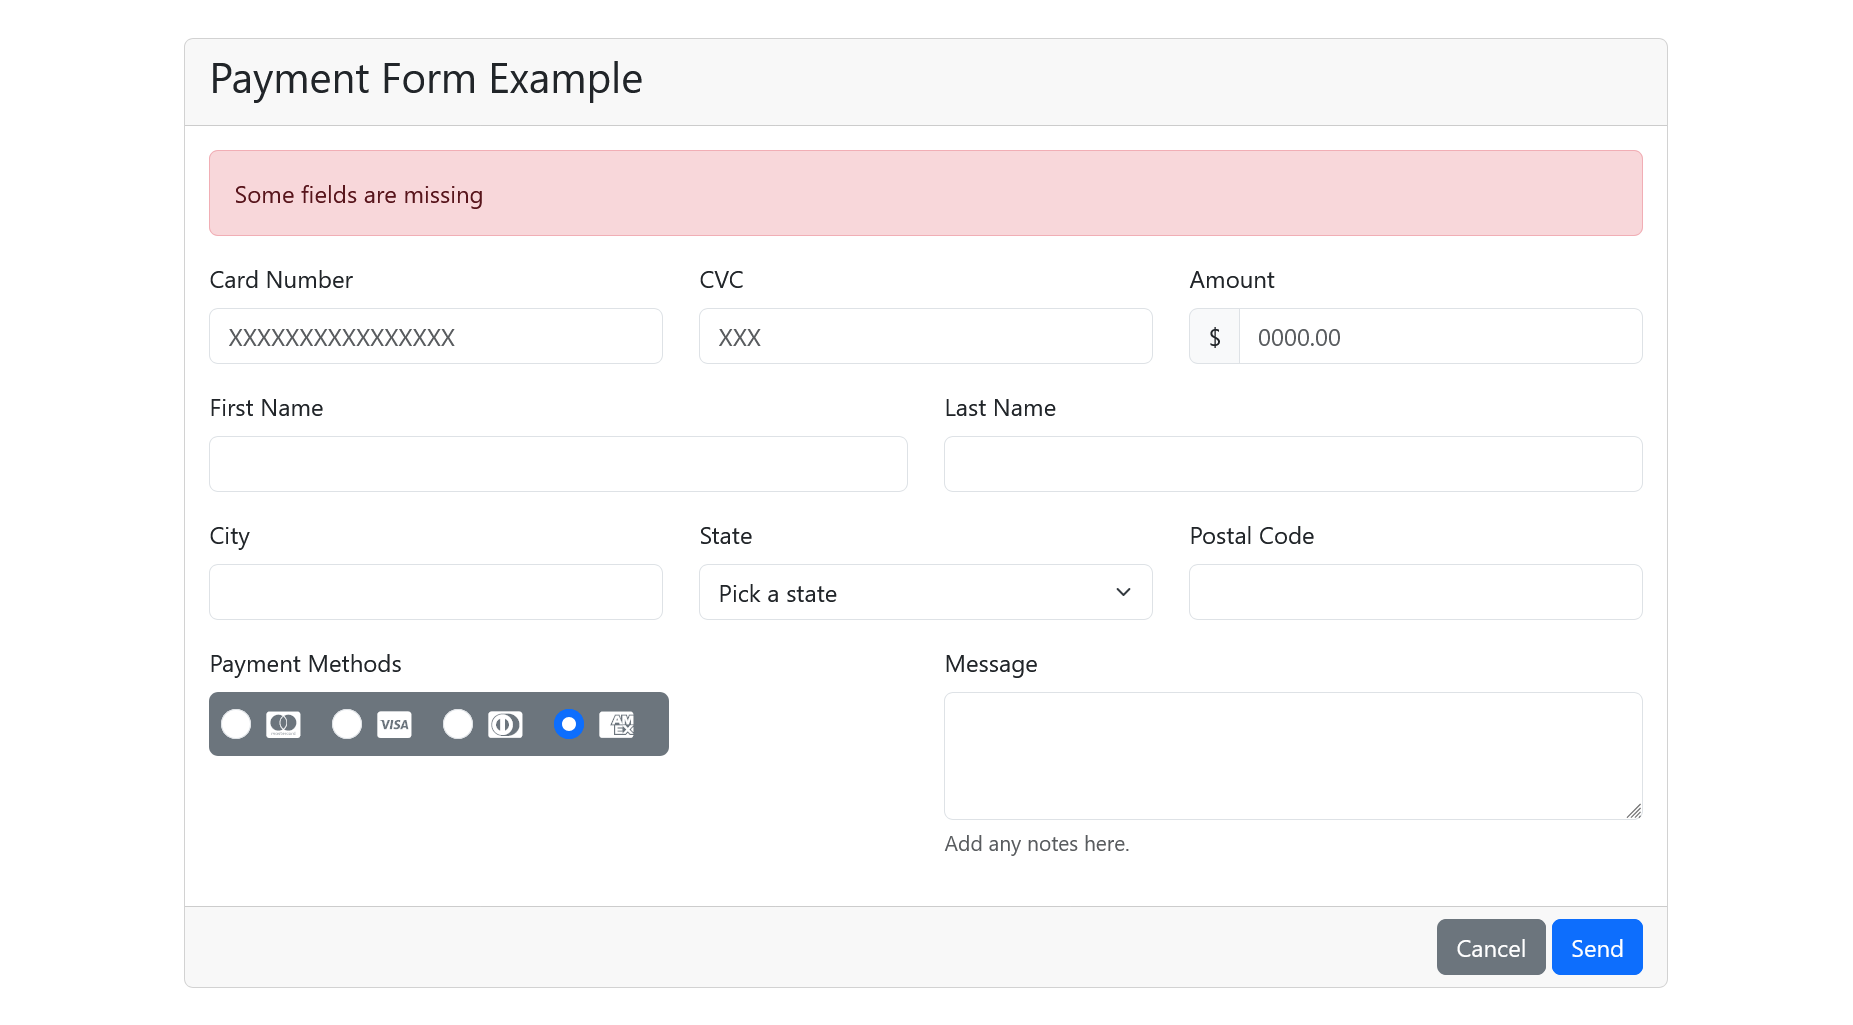 Payment Form Example
Some fields are missing
Card Number CVC Amount
XXXXXXXXXXXXXXXX XXX $ 0000.00
First Name Last Name
City State Postal Code
Pick a state
Payment Methods Message
mastercard VISA AM
EX
Add any notes here.
Cancel Send